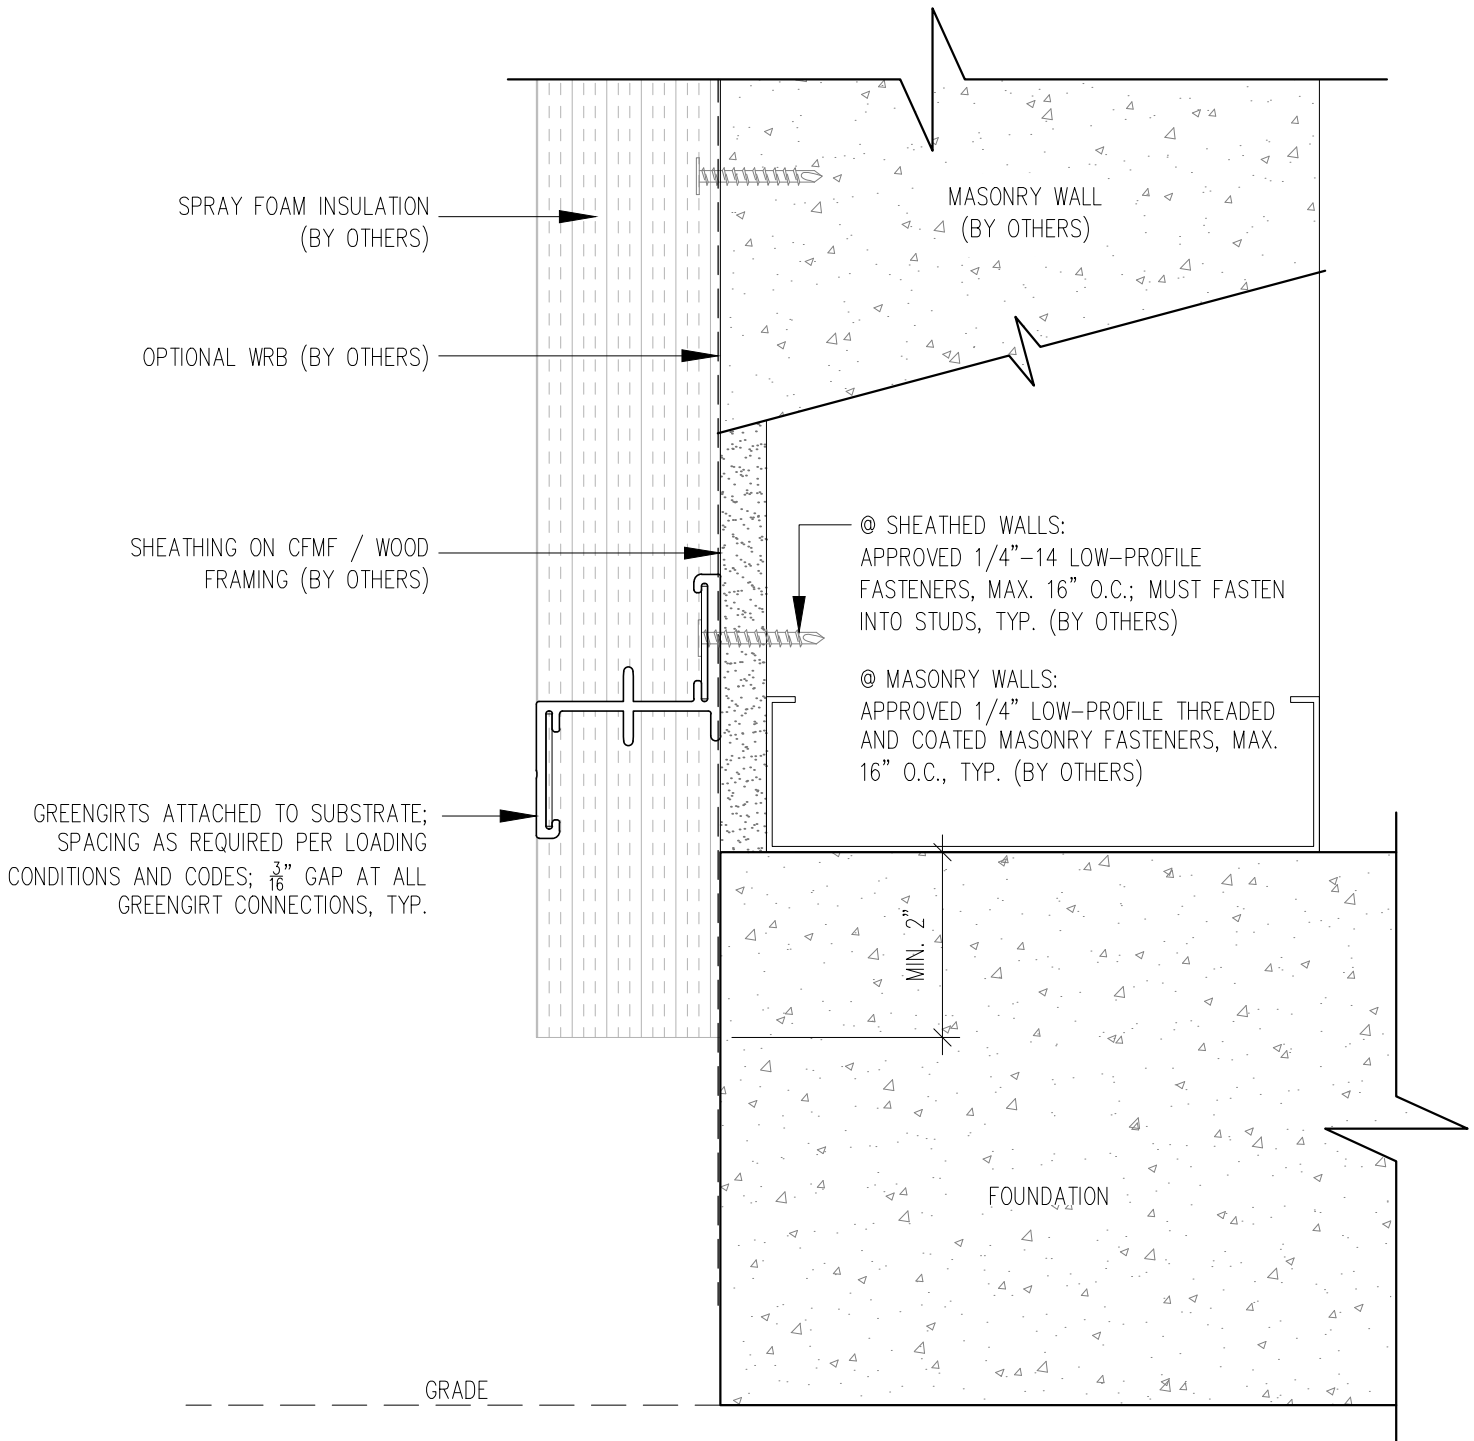 MASONRY WALL
(BY OTHERS)
SPRAY FOAM INSULATION
(BY OTHERS)
OPTIONAL WRB (BY OTHERS)
SHEATHING ON CFMF / WOOD
FRAMING (BY OTHERS)
@ SHEATHED WALLS:
APPROVED 1/4”–14 LOW–PROFILE
FASTENERS, MAX. 16” O.C.; MUST FASTEN
INTO STUDS, TYP. (BY OTHERS)
@ MASONRY WALLS:
APPROVED 1/4” LOW–PROFILE THREADED
AND COATED MASONRY FASTENERS, MAX.
16” O.C., TYP. (BY OTHERS)
GREENGIRTS ATTACHED TO SUBSTRATE;
SPACING AS REQUIRED PER LOADING
CONDITIONS AND CODES; 3/16” GAP AT ALL
GREENGIRT CONNECTIONS, TYP.
MIN. 2”
FOUNDATION
GRADE